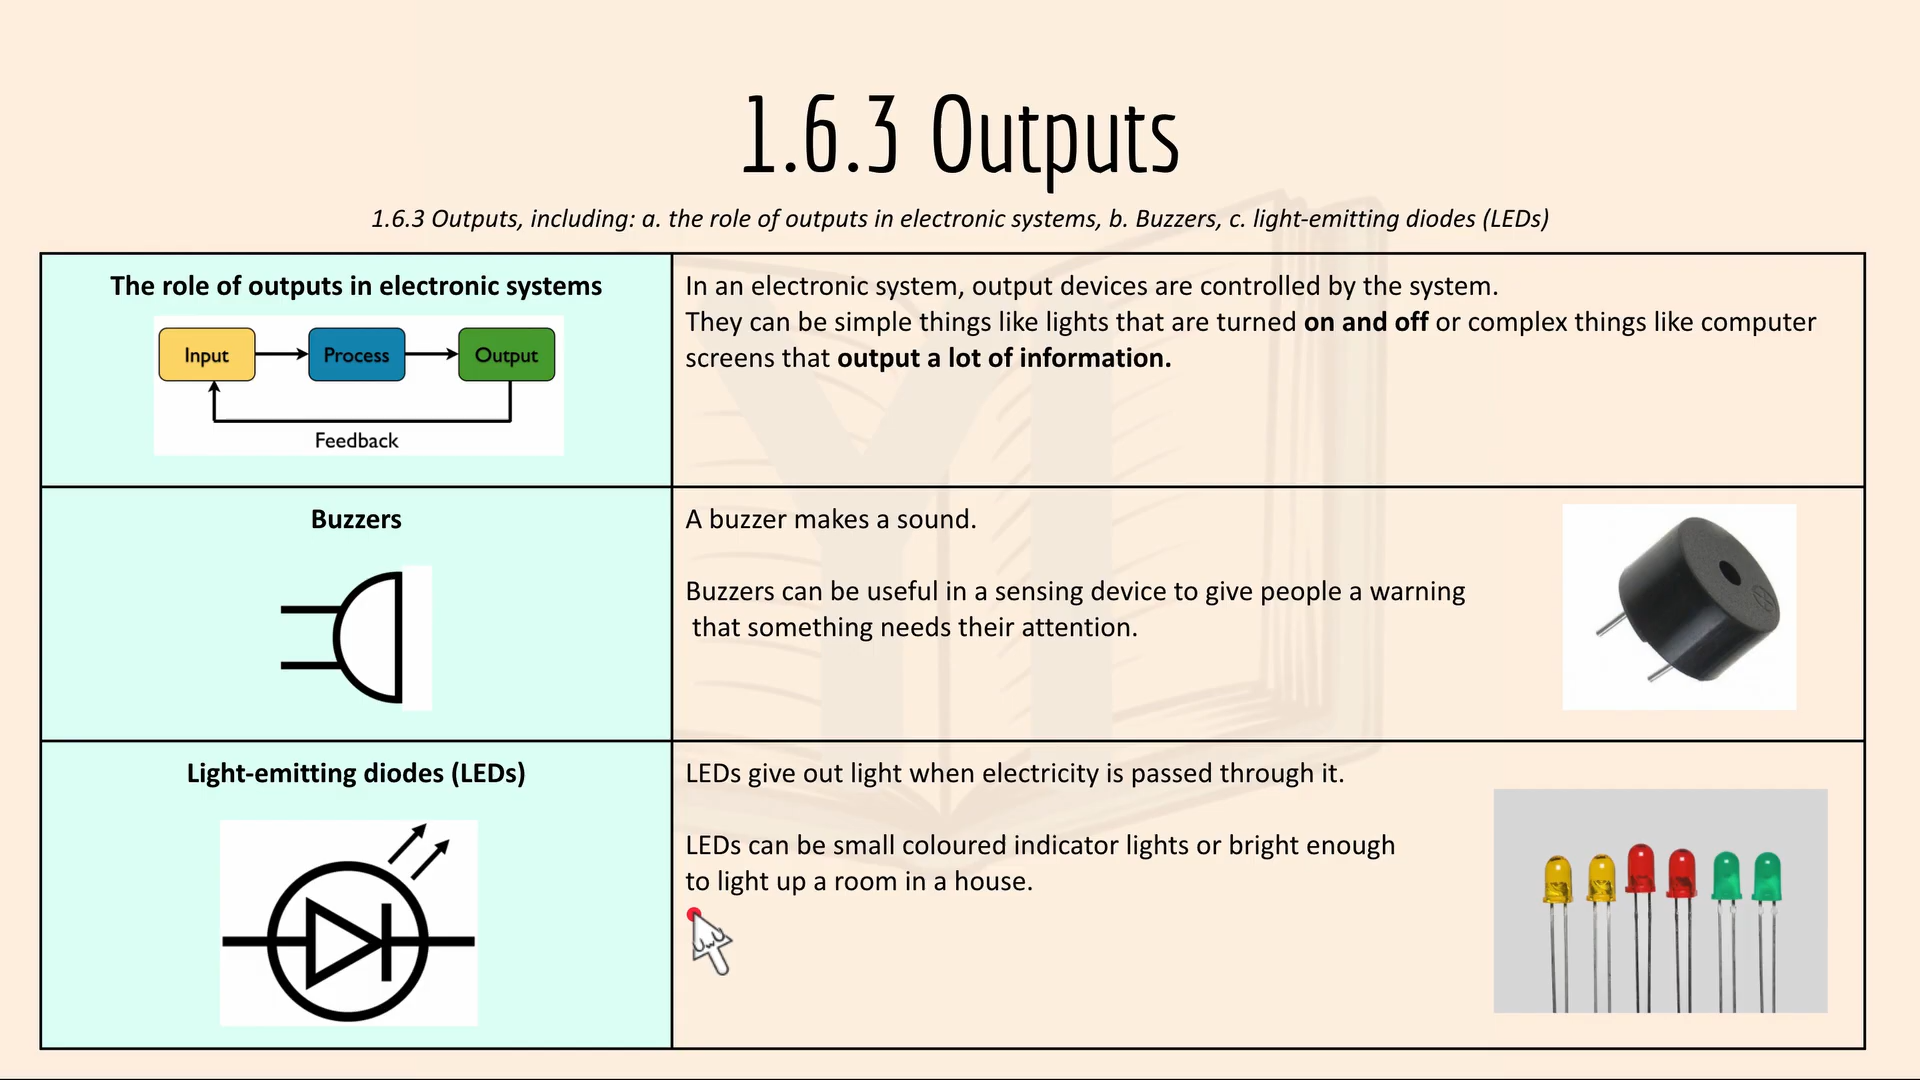 1.6.3 Outputs
1.6.3 Outputs, including: a. the role of outputs in electronic systems, b. Buzzers, c. light-emitting diodes (LEDs)
The role of outputs in electronic systems
Input
Process
Output
Feedback
In an electronic system, output devices are controlled by the system.
They can be simple things like lights that are turned on and off or complex things like computer
screens that output a lot of information.
Buzzers
A buzzer makes a sound.
Buzzers can be useful in a sensing device to give people a warning
that something needs their attention.
Light-emitting diodes (LEDs)
LEDs give out light when electricity is passed through it.
LEDs can be small coloured indicator lights or bright enough
to light up a room in a house.